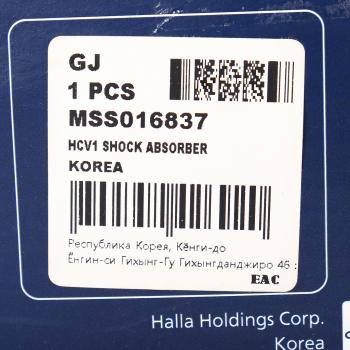 GJ
1 PCS
MSS016837
HCV1 SHOCK ABSORBER
KOREA
Республика Корея, Кёнги-до
Ёнгин-си Гихынг-Гу Гихынгданджиро 46 :
EAC
Halla Holdings Corp.
Korea